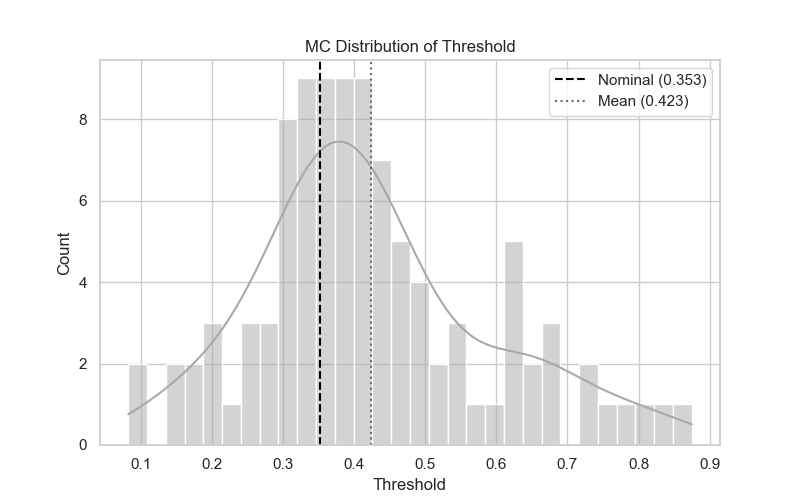 MC Distribution of Threshold
Nominal (0.353)
Mean (0.423)
Count
8
6
4
2
0
0.1 0.2 0.3 0.4 0.5 0.6 0.7 0.8 0.9
Threshold